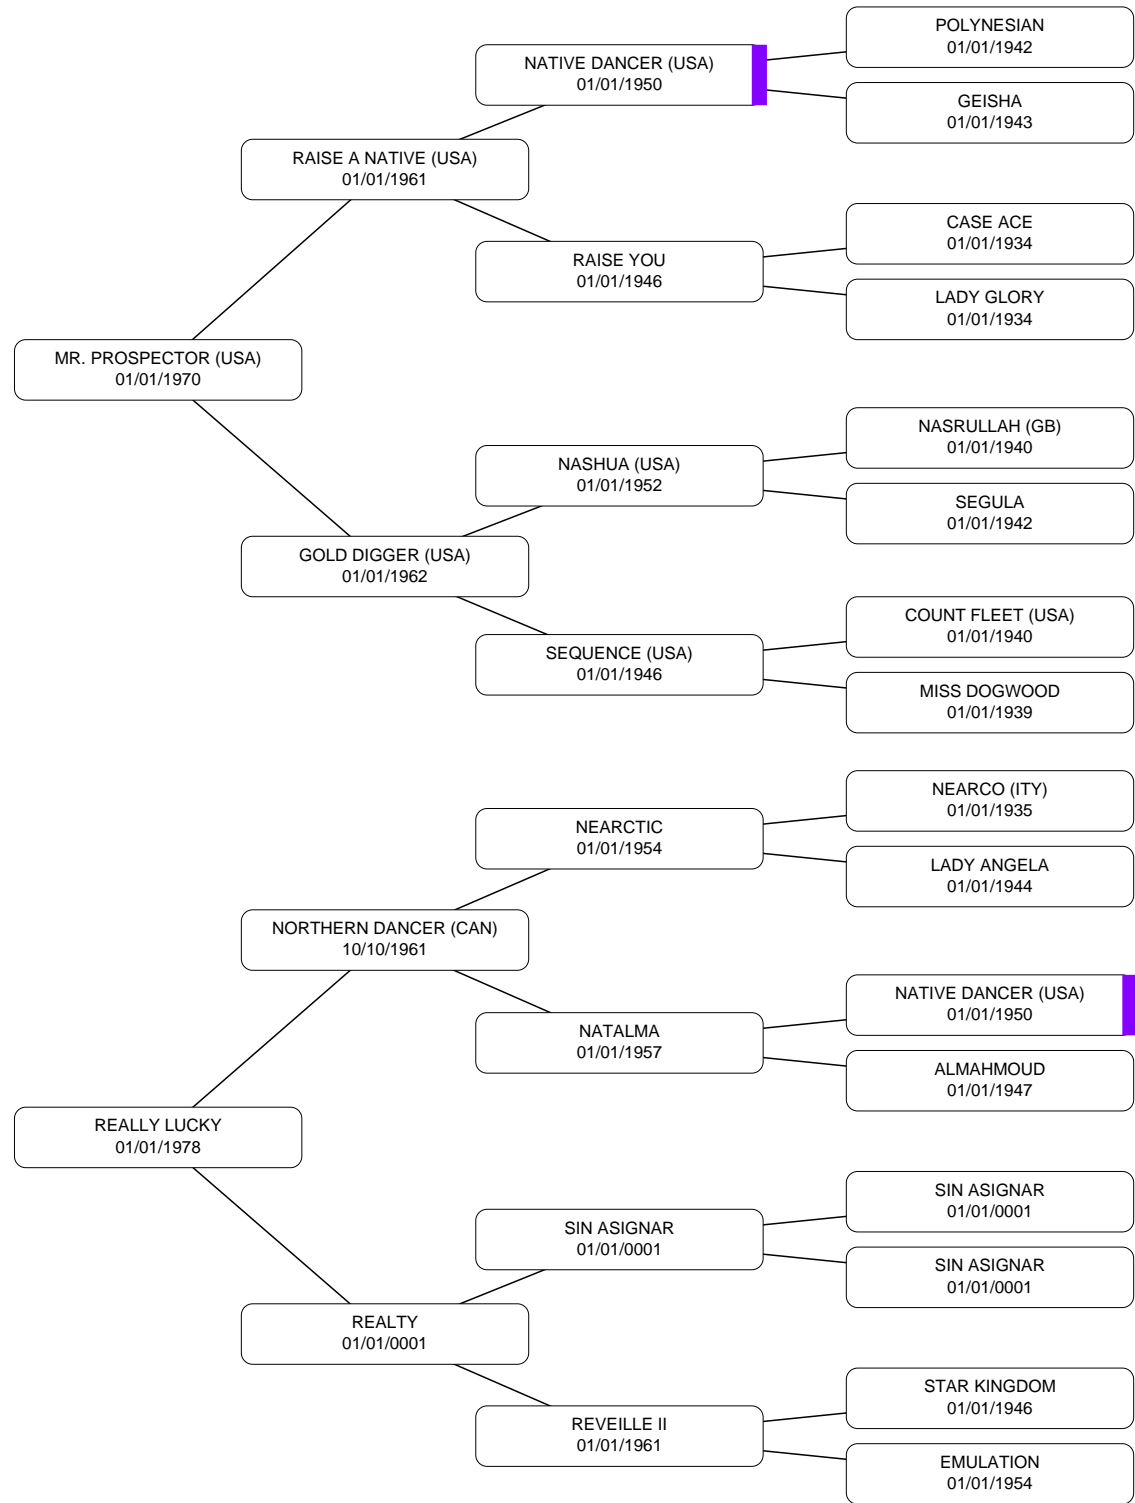 POLYNESIAN
01/01/1942
NATIVE DANCER (USA)
01/01/1950
GEISHA
01/01/1943
RAISE A NATIVE (USA)
01/01/1961
CASE ACE
01/01/1934
RAISE YOU
01/01/1946
LADY GLORY
01/01/1934
MR. PROSPECTOR (USA)
01/01/1970
NASRULLAH (GB)
01/01/1940
NASHUA (USA)
01/01/1952
SEGULA
01/01/1942
GOLD DIGGER (USA)
01/01/1962
COUNT FLEET (USA)
01/01/1940
SEQUENCE (USA)
01/01/1946
MISS DOGWOOD
01/01/1939
NEARCO (ITY)
01/01/1935
NEARCTIC
01/01/1954
LADY ANGELA
01/01/1944
NORTHERN DANCER (CAN)
10/10/1961
NATIVE DANCER (USA)
01/01/1950
NATALMA
01/01/1957
ALMAHMOUD
01/01/1947
REALLY LUCKY
01/01/1978
SIN ASIGNAR
01/01/0001
SIN ASIGNAR
01/01/0001
SIN ASIGNAR
01/01/0001
REALTY
01/01/0001
STAR KINGDOM
01/01/1946
REVEILLE II
01/01/1961
EMULATION
01/01/1954